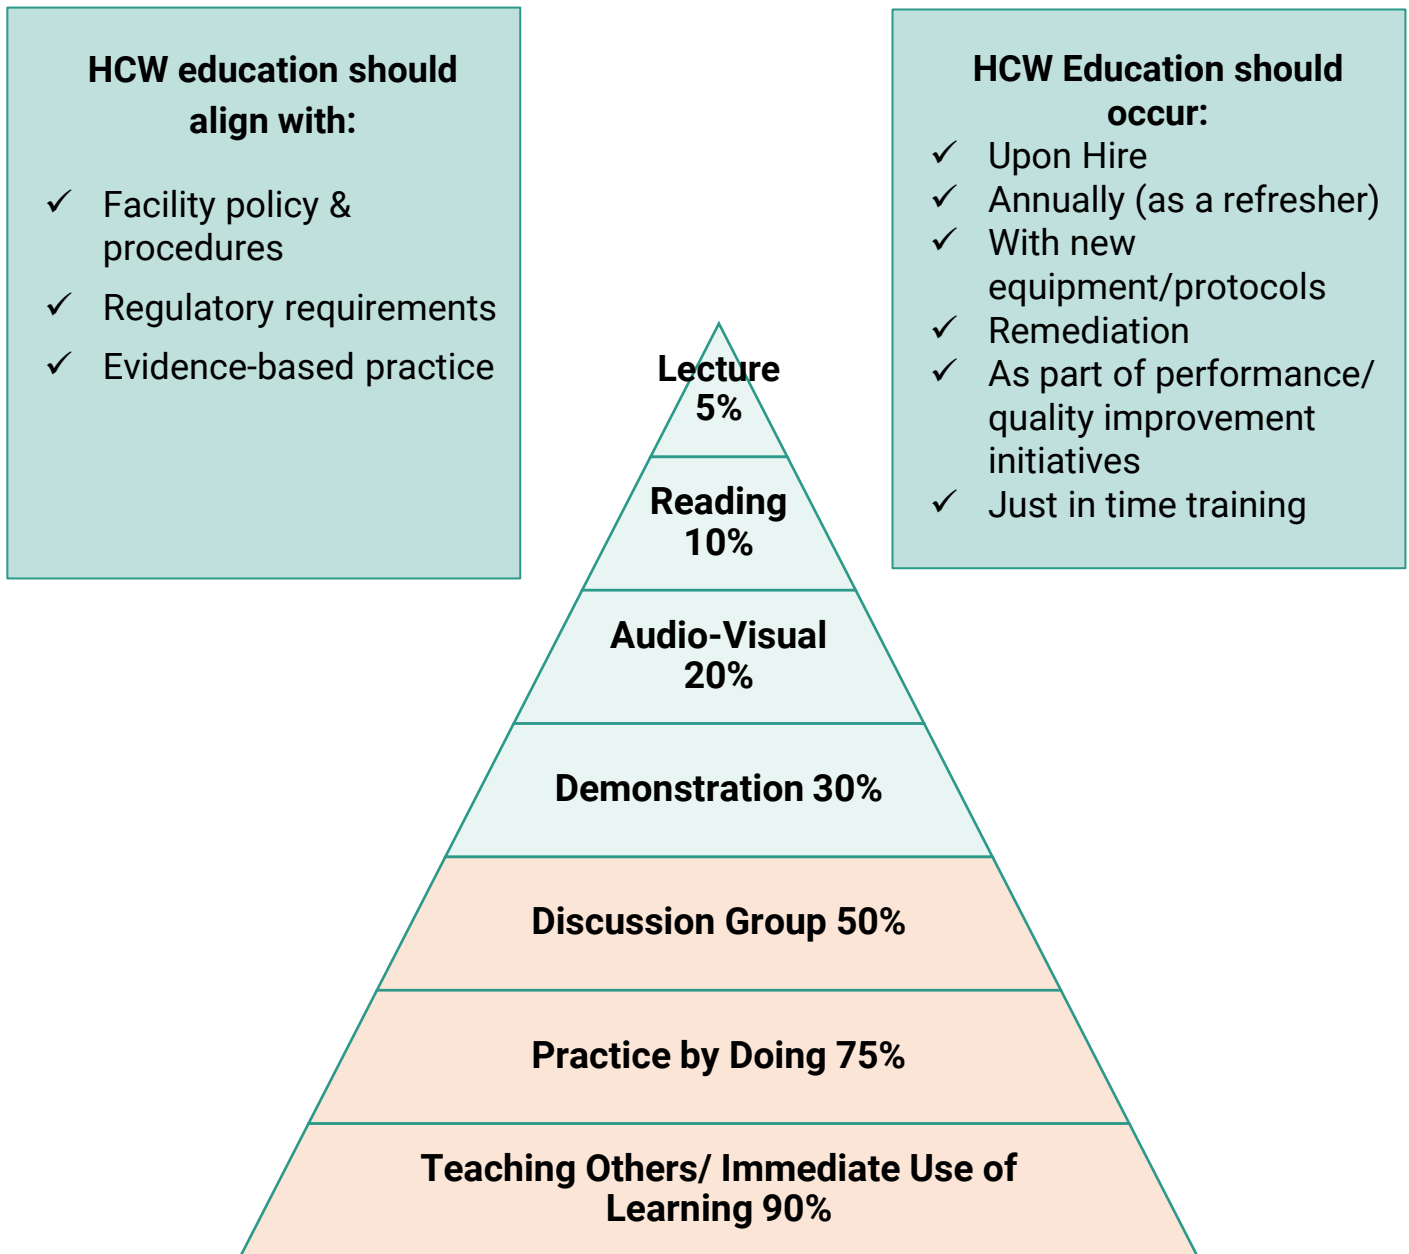 HCW education should
align with:
✓ Facility policy &
procedures
✓ Regulatory requirements
✓ Evidence-based practice
HCW Education should
occur:
✓ Upon Hire
✓ Annually (as a refresher)
✓ With new
equipment/protocols
✓ Remediation
✓ As part of performance/
quality improvement
initiatives
✓ Just in time training
Lecture
5%
Reading
10%
Audio-Visual
20%
Demonstration 30%
Discussion Group 50%
Practice by Doing 75%
Teaching Others/ Immediate Use of
Learning 90%